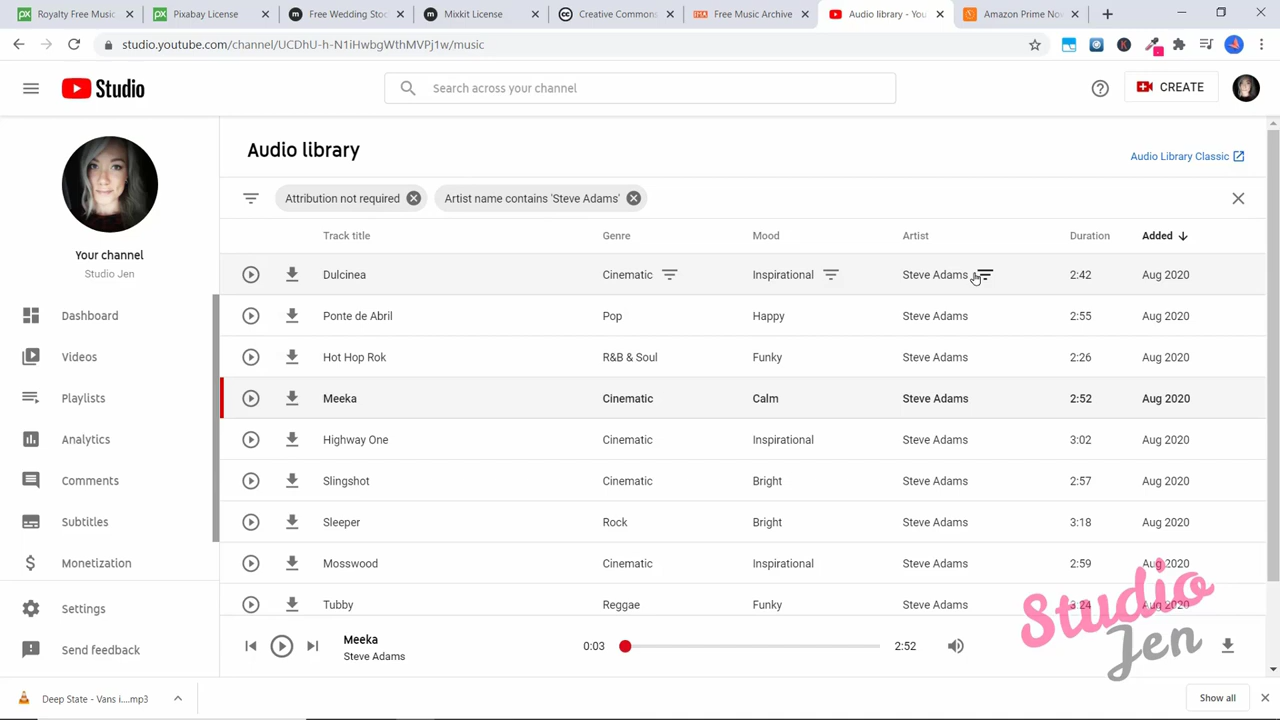 Royalty Free Music
Pixabay License
Free Wedding Stoc
Mixkit License
Creative Commons
FMA
Free Music Archive
Audio library - You
Amazon Prime No
studio.youtube.com/channel/UCDhU-h-N1iHwbgWthMVPj1w/music
Studio
Search across your channel
CREATE
Your channel
Studio Jen
Dashboard
Videos
Playlists
Analytics
Comments
Subtitles
Monetization
Settings
Send feedback
Audio library
Audio Library Classic
Attribution not required
Artist name contains 'Steve Adams'
Track title Genre Mood Artist Duration Added
Dulcinea Cinematic Inspirational Steve Adams 2:42 Aug 2020
Ponte de Abril Pop Happy Steve Adams 2:55 Aug 2020
Hot Hop Rok R&B & Soul Funky Steve Adams 2:26 Aug 2020
Meeka Cinematic Calm Steve Adams 2:52 Aug 2020
Highway One Cinematic Inspirational Steve Adams 3:02 Aug 2020
Slingshot Cinematic Bright Steve Adams 2:57 Aug 2020
Sleeper Rock Bright Steve Adams 3:18 Aug 2020
Mosswood Cinematic Inspirational Steve Adams 2:59 Aug 2020
Tubby Reggae Funky Steve Adams 3:24 Aug 2020
Meeka
Steve Adams
0:03
2:52
Studio
Jen
Deep State - Vans i....mp3
Show all